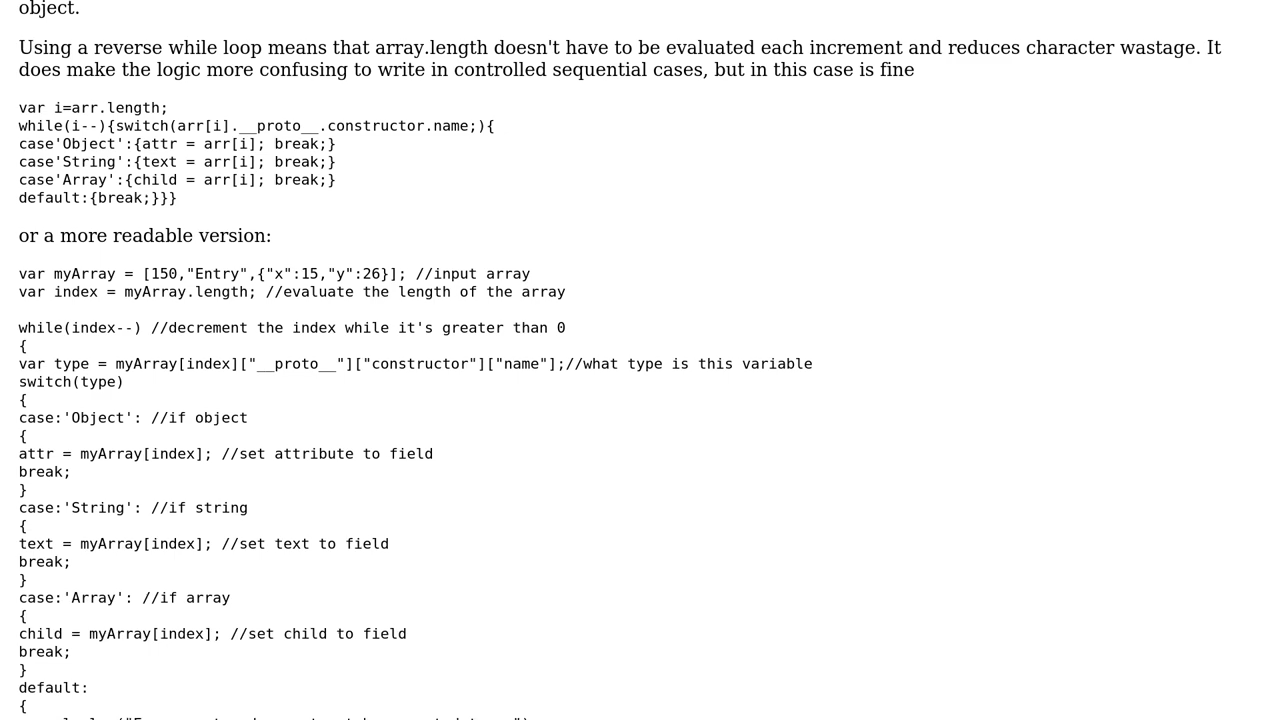 object.
Using a reverse while loop means that array.length doesn't have to be evaluated each increment and reduces character wastage. It
does make the logic more confusing to write in controlled sequential cases, but in this case is fine
var i=arr.length;
while(i--){switch(arr[i].__proto__.constructor.name;){
case'Object':{attr = arr[i]; break;}
case'String':{text = arr[i]; break;}
case'Array':{child = arr[i]; break;}
default:{break;}}}
or a more readable version:
var myArray = [150,"Entry",{"x":15,"y":26}]; //input array
var index = myArray.length; //evaluate the length of the array
while(index--) //decrement the index while it's greater than 0
{
var type = myArray[index]["__proto__"]["constructor"]["name"];//what type is this variable
switch(type)
{
case:'Object': //if object
{
attr = myArray[index]; //set attribute to field
break;
}
case:'String': //if string
{
text = myArray[index]; //set text to field
break;
}
case:'Array': //if array
{
child = myArray[index]; //set child to field
break;
}
default:
{